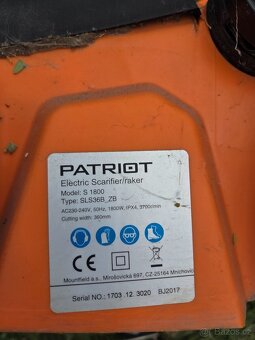 PATRIOT
Electric Scarifier/raker
Model: S 1800
Type: SLS36B_ZB
AC230-240V, 50Hz, 1800W, IPX4, 3700/min
Cutting width: 360mm
CE
Mountfield a.s., Mirošovická 697, CZ-25164 Mnichovice
Serial NO.: 1703 12 3020 BJ2017